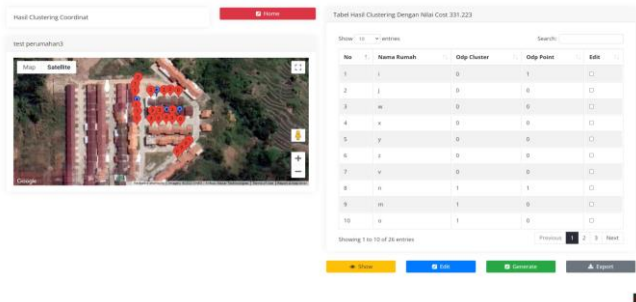 Hasil Clustering Coordinat
Home
test perumahan3
Map Satellite
Google
Tabel Hasil Clustering Dengan Nilai Cost 331.223
Show 10 entries
Search:
No Nama Rumah Odp Cluster Odp Point Edit
1 i 0 1
2 j 0 0
3 w 0 0
4 x 0 0
5 y 0 0
6 z 0 0
7 v 0 0
8 n 1 1
9 m 1 0
10 o 1 0
Showing 1 to 10 of 26 entries
Previous 1 2 3 Next
Show
Edit
Generate
Export